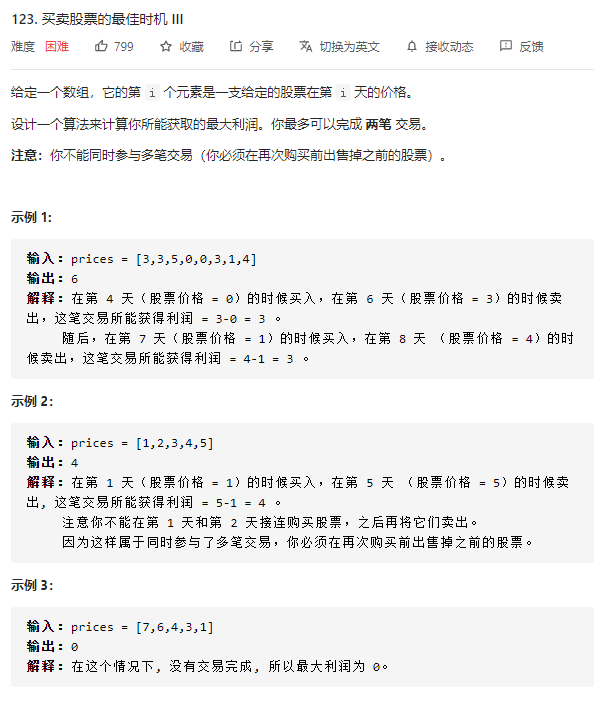 123. 买卖股票的最佳时机 III
难度 困难 799 收藏 分享 切换为英文 接收动态 反馈
给定一个数组，它的第 i 个元素是一支给定的股票在第 i 天的价格。
设计一个算法来计算你所能获取的最大利润。你最多可以完成 两笔 交易。
注意：你不能同时参与多笔交易（你必须在再次购买前出售掉之前的股票）。
示例 1:
输入：prices = [3,3,5,0,0,3,1,4]
输出：6
解释：在第 4 天（股票价格 = 0）的时候买入，在第 6 天（股票价格 = 3）的时候卖
出，这笔交易所能获得利润 = 3-0 = 3 。
随后，在第 7 天（股票价格 = 1）的时候买入，在第 8 天 （股票价格 = 4）的时
候卖出，这笔交易所能获得利润 = 4-1 = 3 。
示例 2：
输入：prices = [1,2,3,4,5]
输出：4
解释：在第 1 天（股票价格 = 1）的时候买入，在第 5 天 （股票价格 = 5）的时候卖
出, 这笔交易所能获得利润 = 5-1 = 4 。
注意你不能在第 1 天和第 2 天接连购买股票，之后再将它们卖出。
因为这样属于同时参与了多笔交易，你必须在再次购买前出售掉之前的股票。
示例 3：
输入：prices = [7,6,4,3,1]
输出：0
解释：在这个情况下, 没有交易完成, 所以最大利润为 0。